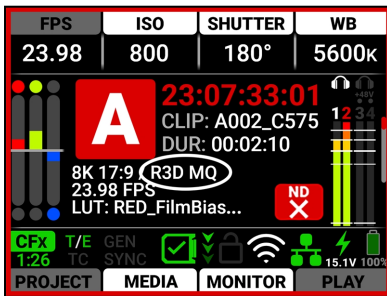 FPS ISO SHUTTER WB
23.98 800 180° 5600K
A
23:07:33:01
CLIP: A002_C575
DUR: 00:02:10
+48V
1 2 3 4
8K 17:9 / R3D MQ
23.98 FPS
LUT: RED_FilmBias...
ND
CFx T/E GEN
1:26 TC SYNC
15.1V 100%
PROJECT MEDIA MONITOR PLAY